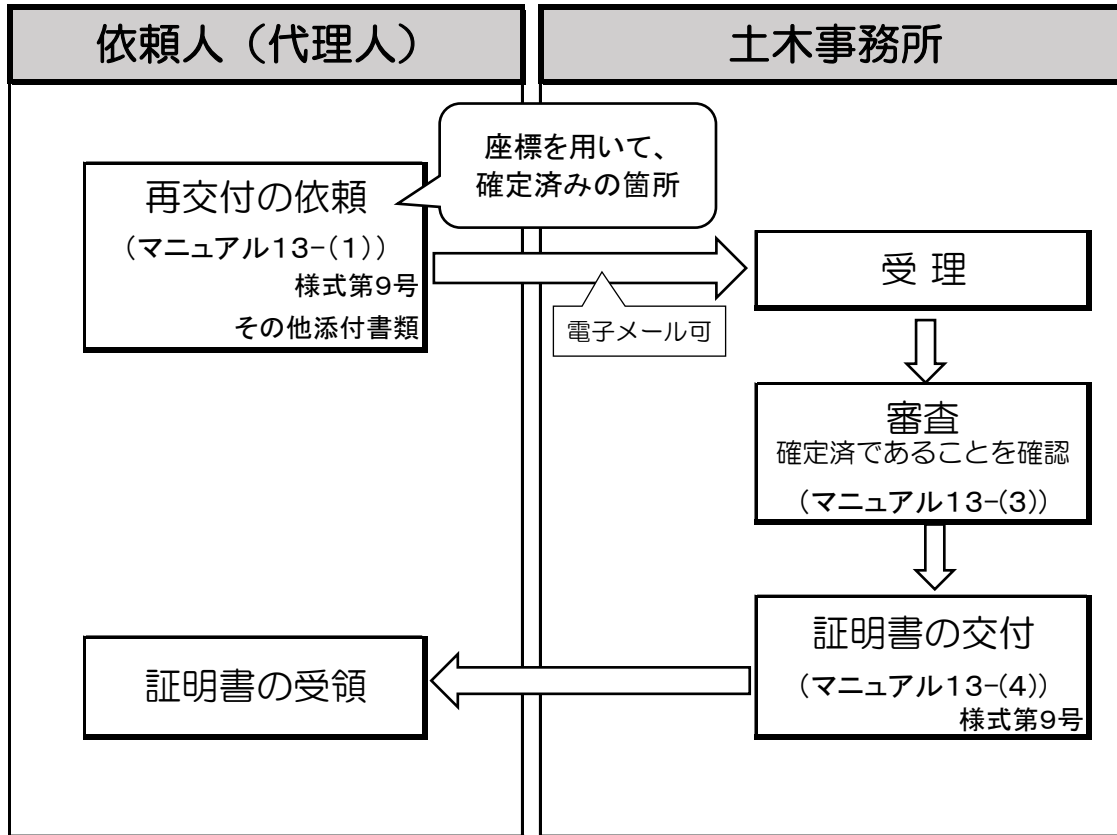 依頼人（代理人）
土木事務所
座標を用いて、
確定済みの箇所
再交付の依頼
（マニュアル１３－（１））
様式第９号
その他添付書類
電子メール可
受 理
審査
確定済であることを確認
（マニュアル１３－（３））
証明書の交付
（マニュアル１３－（４））
様式第９号
証明書の受領